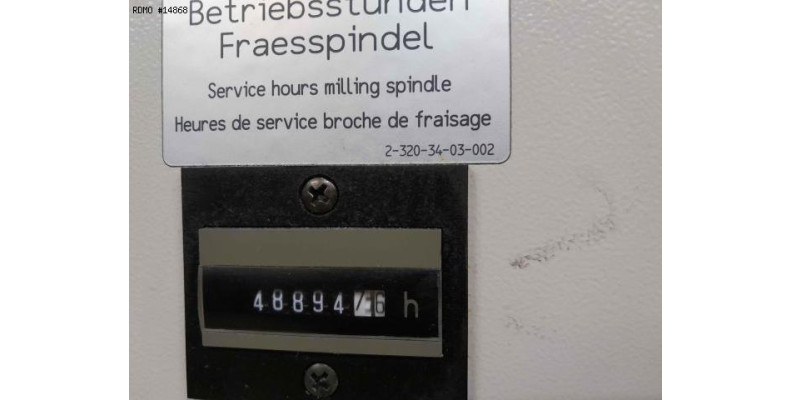 RDMO #14868
Betriebsstunden
Fraesspindel
Service hours milling spindle
Heures de service broche de fraisage
2-320-34-03-002
4889476 h